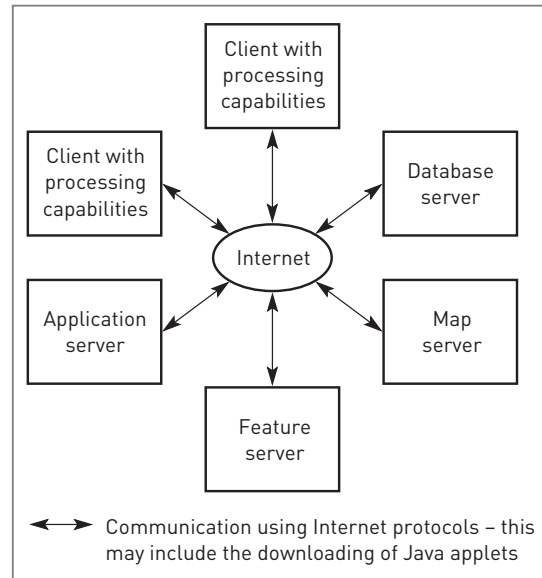 Client with
processing
capabilities
Client with
processing
capabilities
Database
server
Internet
Application
server
Map
server
Feature
server
Communication using Internet protocols – this
may include the downloading of Java applets